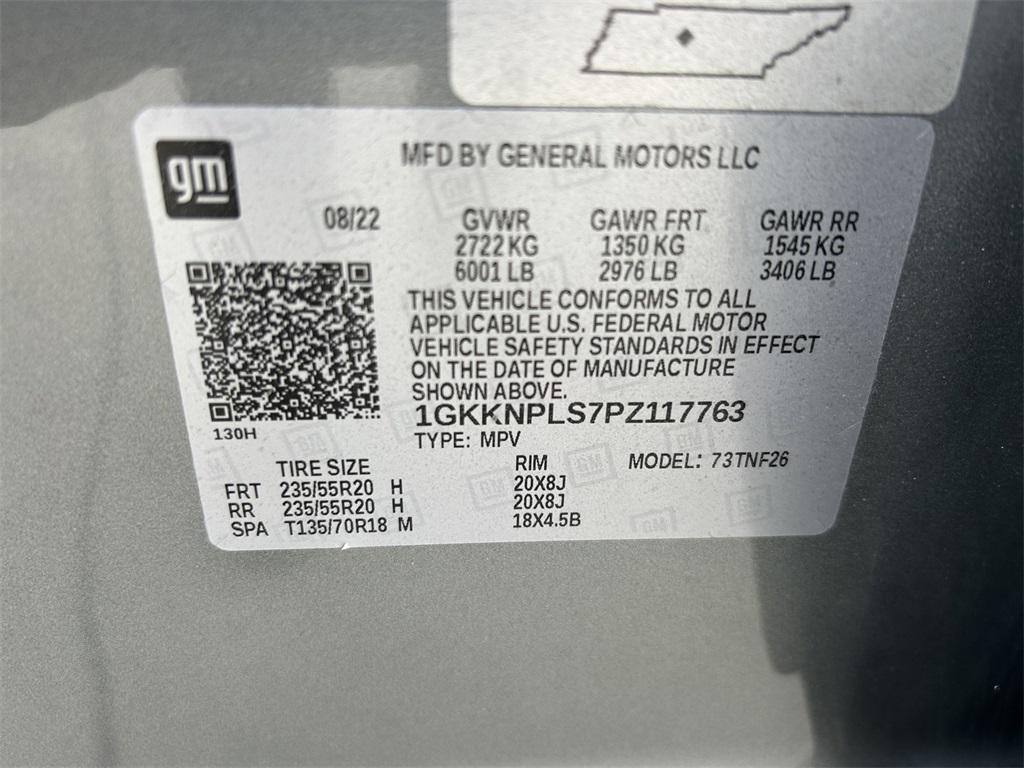 gm
MFD BY GENERAL MOTORS LLC
08/22 GVWR GAWR FRT GAWR RR
2722 KG 1350 KG 1545 KG
6001 LB 2976 LB 3406 LB
THIS VEHICLE CONFORMS TO ALL
APPLICABLE U.S. FEDERAL MOTOR
VEHICLE SAFETY STANDARDS IN EFFECT
ON THE DATE OF MANUFACTURE
SHOWN ABOVE.
1GKKNPLS7PZ117763
130H
TYPE: MPV
TIRE SIZE RIM MODEL: 73TNF26
FRT 235/55R20 H 20X8J
RR 235/55R20 H 20X8J
SPA T135/70R18 M 18X4.5B